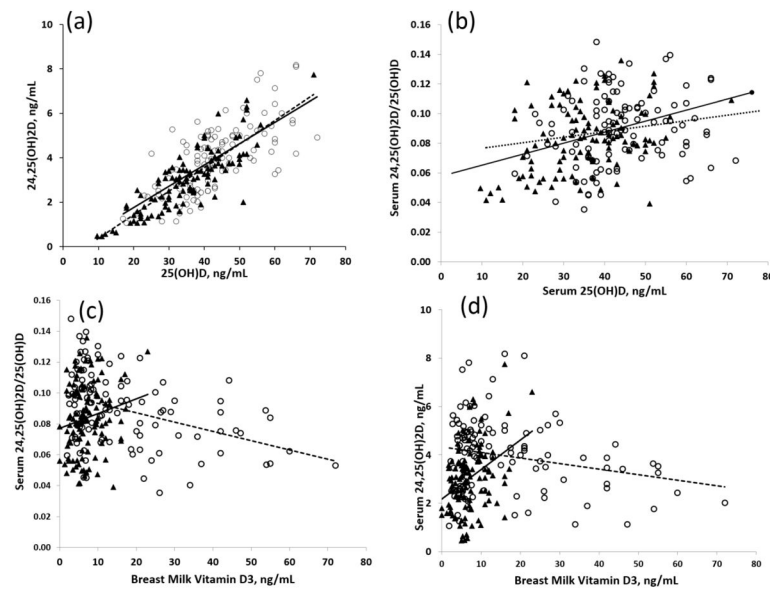 (a)
24,25(OH)2D, ng/mL
10
8
6
4
2
0
0 10 20 30 40 50 60 70 80
25(OH)D, ng/mL
(b)
Serum 24,25(OH)2D/25(OH)D
0.16
0.14
0.12
0.10
0.08
0.06
0.04
0.02
0.00
0 10 20 30 40 50 60 70 80
Serum 25(OH)D, ng/mL
(c)
Serum 24,25(OH)2D/25(OH)D
0.16
0.14
0.12
0.10
0.08
0.06
0.04
0.02
0.00
0 10 20 30 40 50 60 70 80
Breast Milk Vitamin D3, ng/mL
(d)
Serum 24,25(OH)2D, ng/mL
10
8
6
4
2
0
0 10 20 30 40 50 60 70 80
Breast Milk Vitamin D3, ng/mL